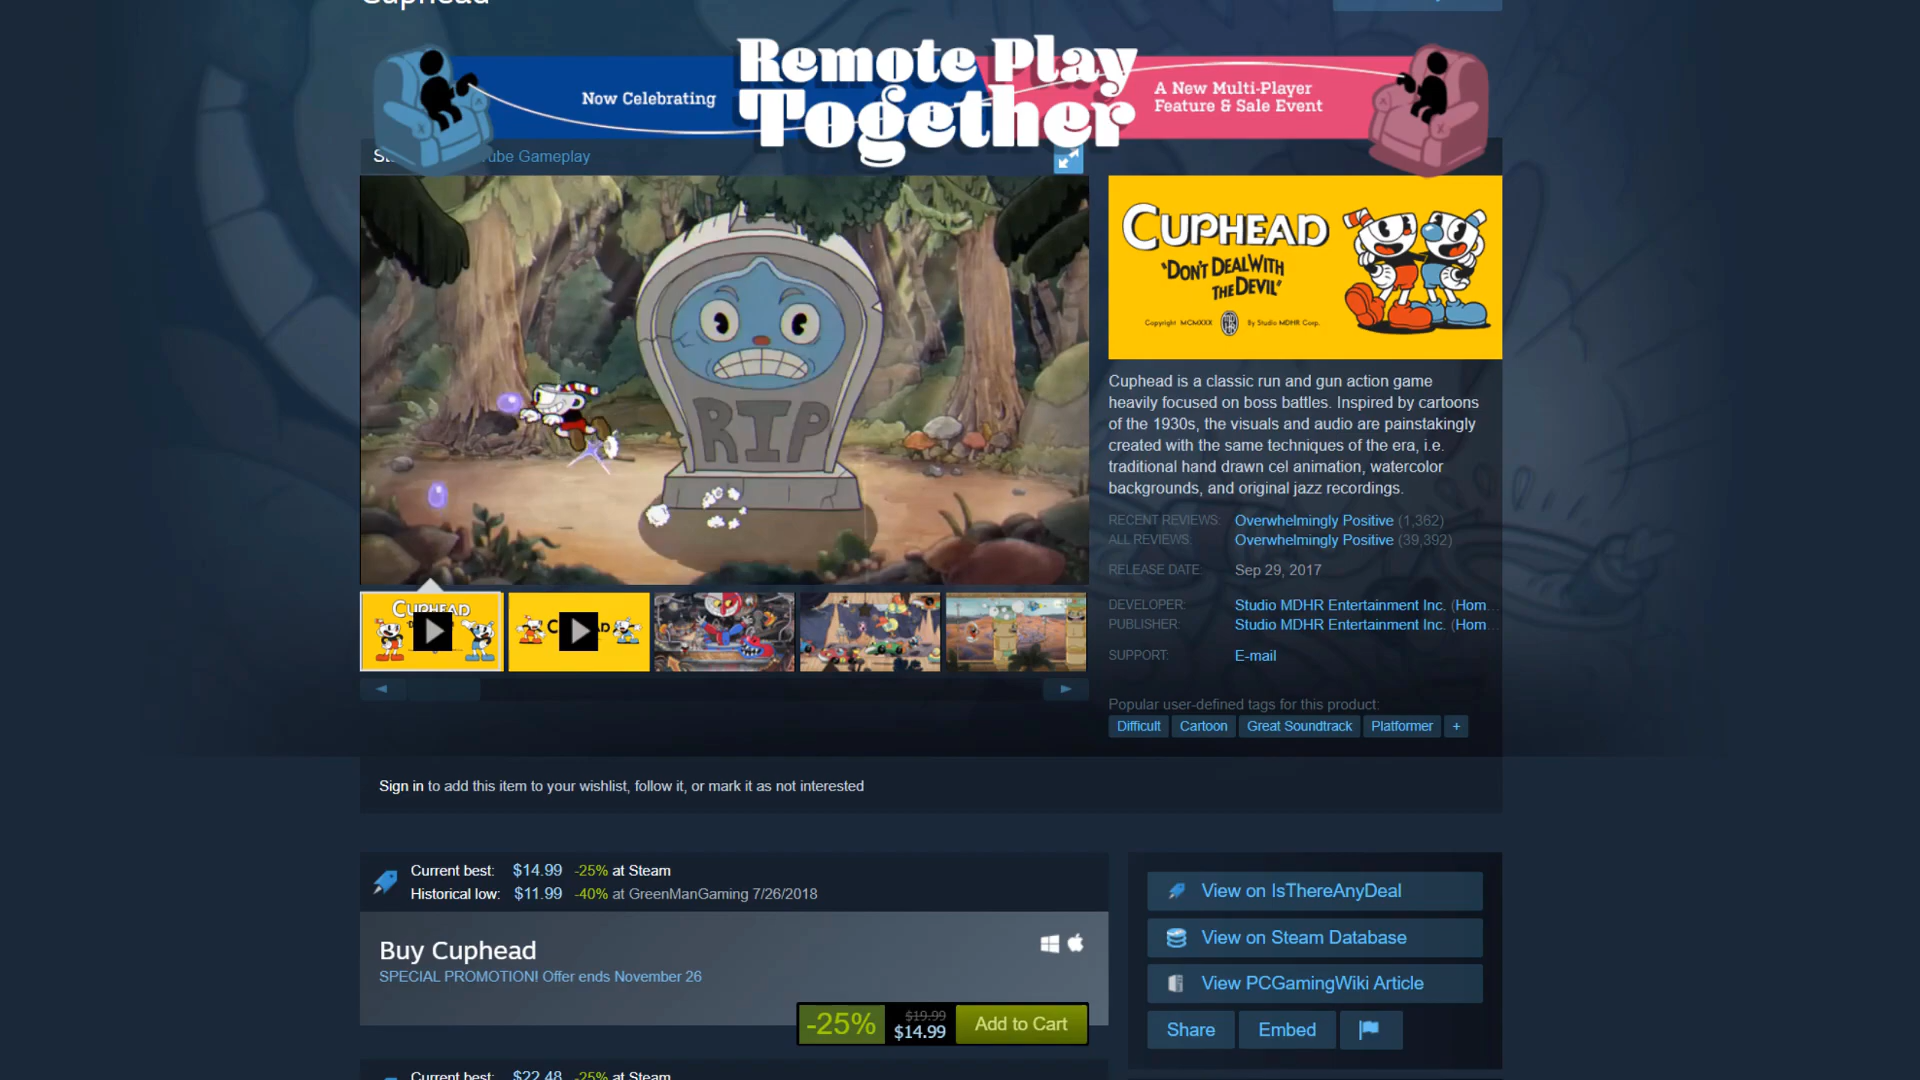 Cuphead
Now Celebrating
Remote Play
Together
A New Multi-Player
Feature & Sale Event
Gameplay
RIP
CUPHEAD
"DON'T DEAL WITH
THE DEVIL"
Copyright MCMXXX
By Studio MDHR Corp.
Cuphead is a classic run and gun action game
heavily focused on boss battles. Inspired by cartoons
of the 1930s, the visuals and audio are painstakingly
created with the same techniques of the era, i.e.
traditional hand drawn cel animation, watercolor
backgrounds, and original jazz recordings.
RECENT REVIEWS: Overwhelmingly Positive (1,362)
ALL REVIEWS: Overwhelmingly Positive (39,392)
RELEASE DATE: Sep 29, 2017
DEVELOPER: Studio MDHR Entertainment Inc. (Hom...
PUBLISHER: Studio MDHR Entertainment Inc. (Hom...
SUPPORT: E-mail
Popular user-defined tags for this product:
Difficult Cartoon Great Soundtrack Platformer +
CUPHEAD
Sign in to add this item to your wishlist, follow it, or mark it as not interested
Current best: $14.99 -25% at Steam
Historical low: $11.99 -40% at GreenManGaming 7/26/2018
Buy Cuphead
SPECIAL PROMOTION! Offer ends November 26
-25% $19.99 $14.99 Add to Cart
Current best: $22.48 -25% at Steam
View on IsThereAnyDeal
View on Steam Database
View PCGamingWiki Article
Share Embed